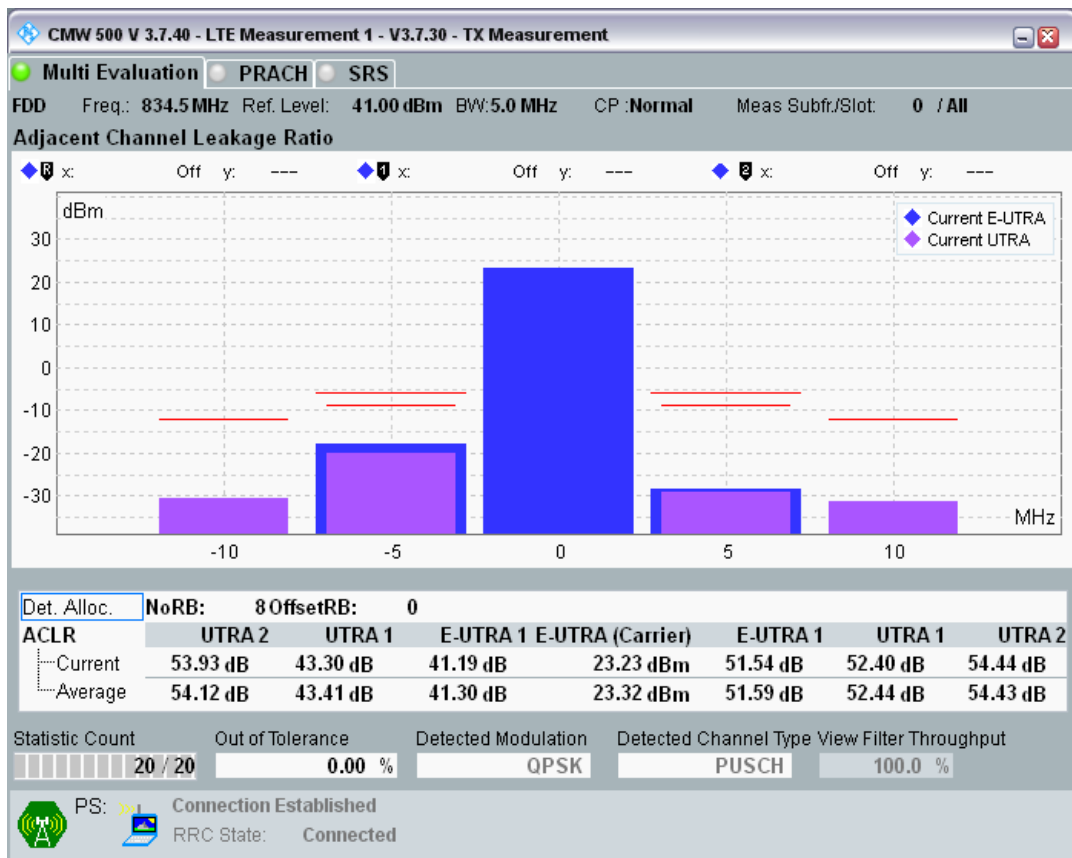 CMW 500 V 3.7.40 - LTE Measurement 1 - V3.7.30 - TX Measurement
Multi Evaluation PRACH SRS
FDD Freq.: 834.5 MHz Ref. Level: 41.00 dBm BW:5.0 MHz CP :Normal Meas Subfr./Slot: 0 / All
Adjacent Channel Leakage Ratio
R x: Off y: --- 1 x: Off y: --- 2 x: Off y: ---
dBm
Current E-UTRA
Current UTRA
30
20
10
0
-10
-20
-30
MHz
-10 -5 0 5 10
Det. Alloc. NoRB: 8 OffsetRB: 0
ACLR UTRA 2 UTRA 1 E-UTRA 1 E-UTRA (Carrier) E-UTRA 1 UTRA 1 UTRA 2
Current 53.93 dB 43.30 dB 41.19 dB 23.23 dBm 51.54 dB 52.40 dB 54.44 dB
Average 54.12 dB 43.41 dB 41.30 dB 23.32 dBm 51.59 dB 52.44 dB 54.43 dB
Statistic Count Out of Tolerance Detected Modulation Detected Channel Type View Filter Throughput
20 / 20 0.00 % QPSK PUSCH 100.0 %
PS: Connection Established
RRC State: Connected